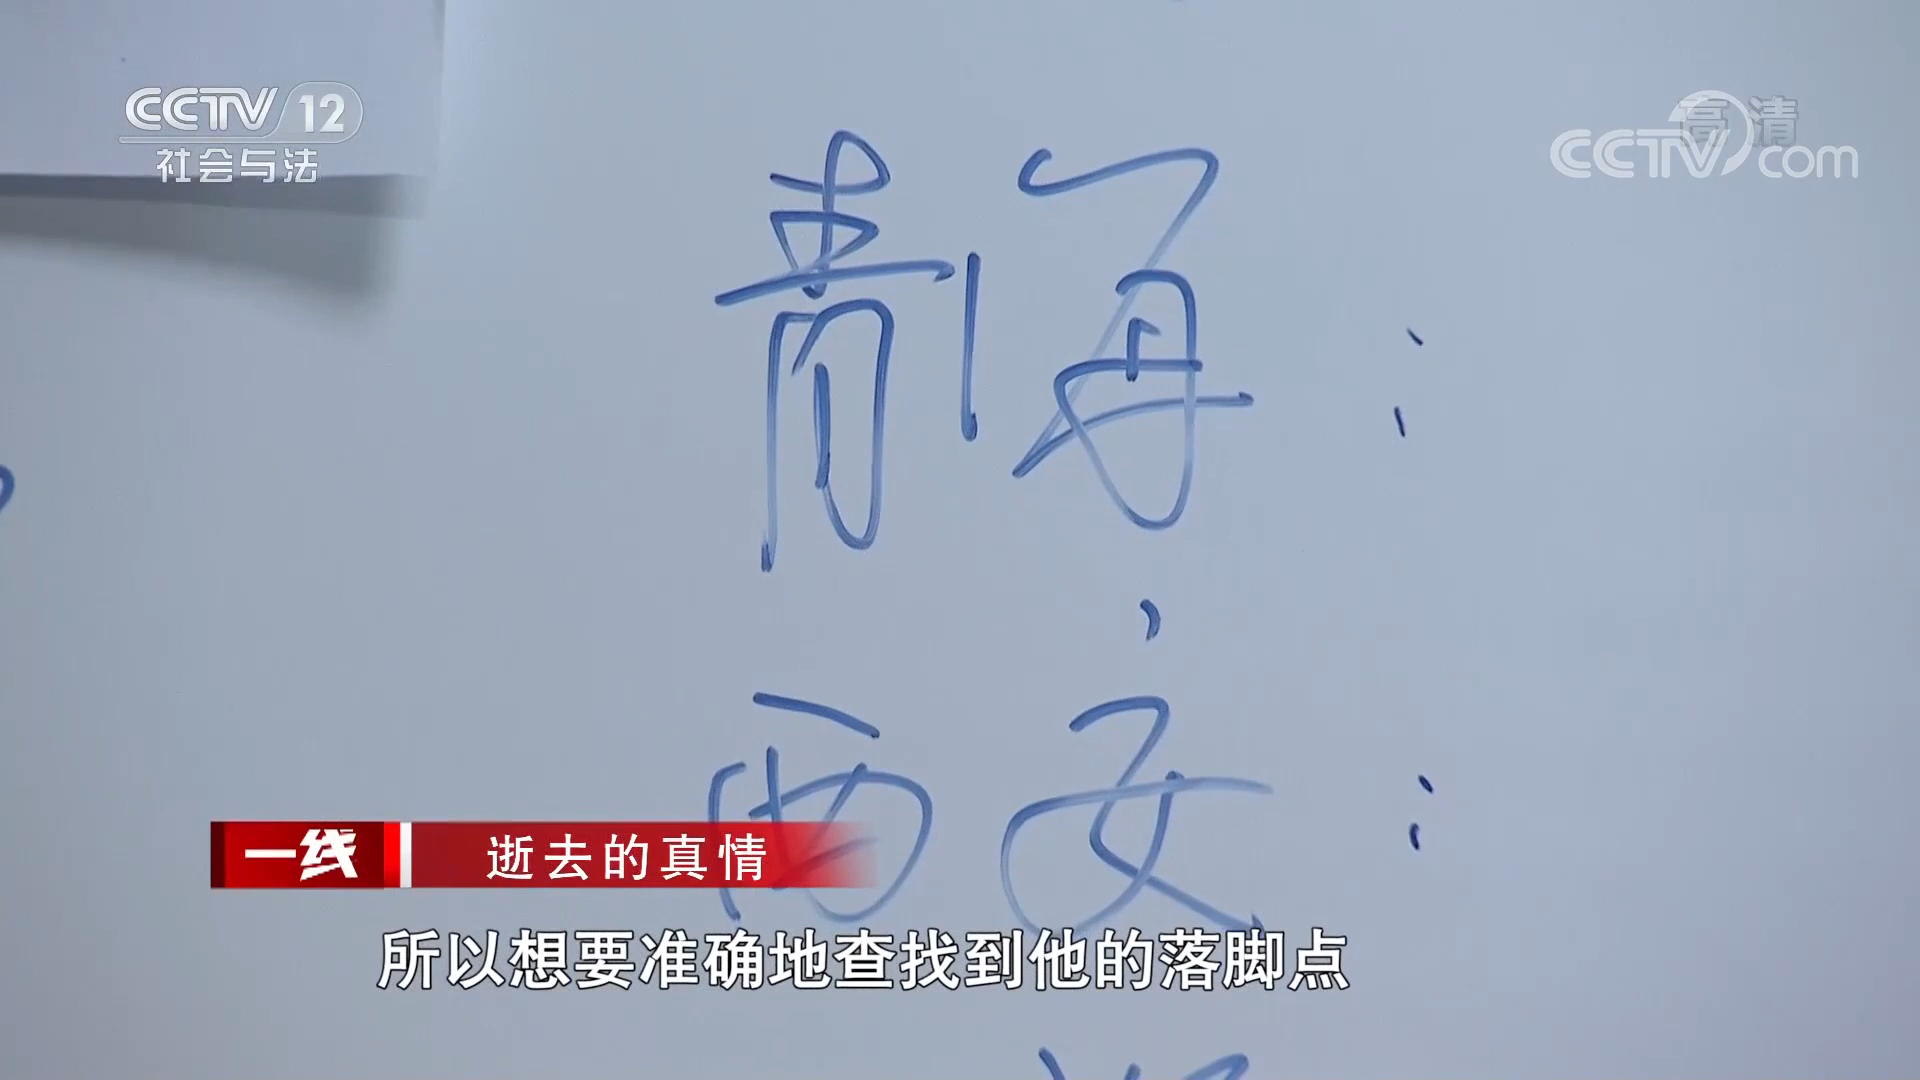 CCTV 12
社会与法
高清
CCTV.com
青海：
西安：
一线
逝去的真情
所以想要准确地查找到他的落脚点